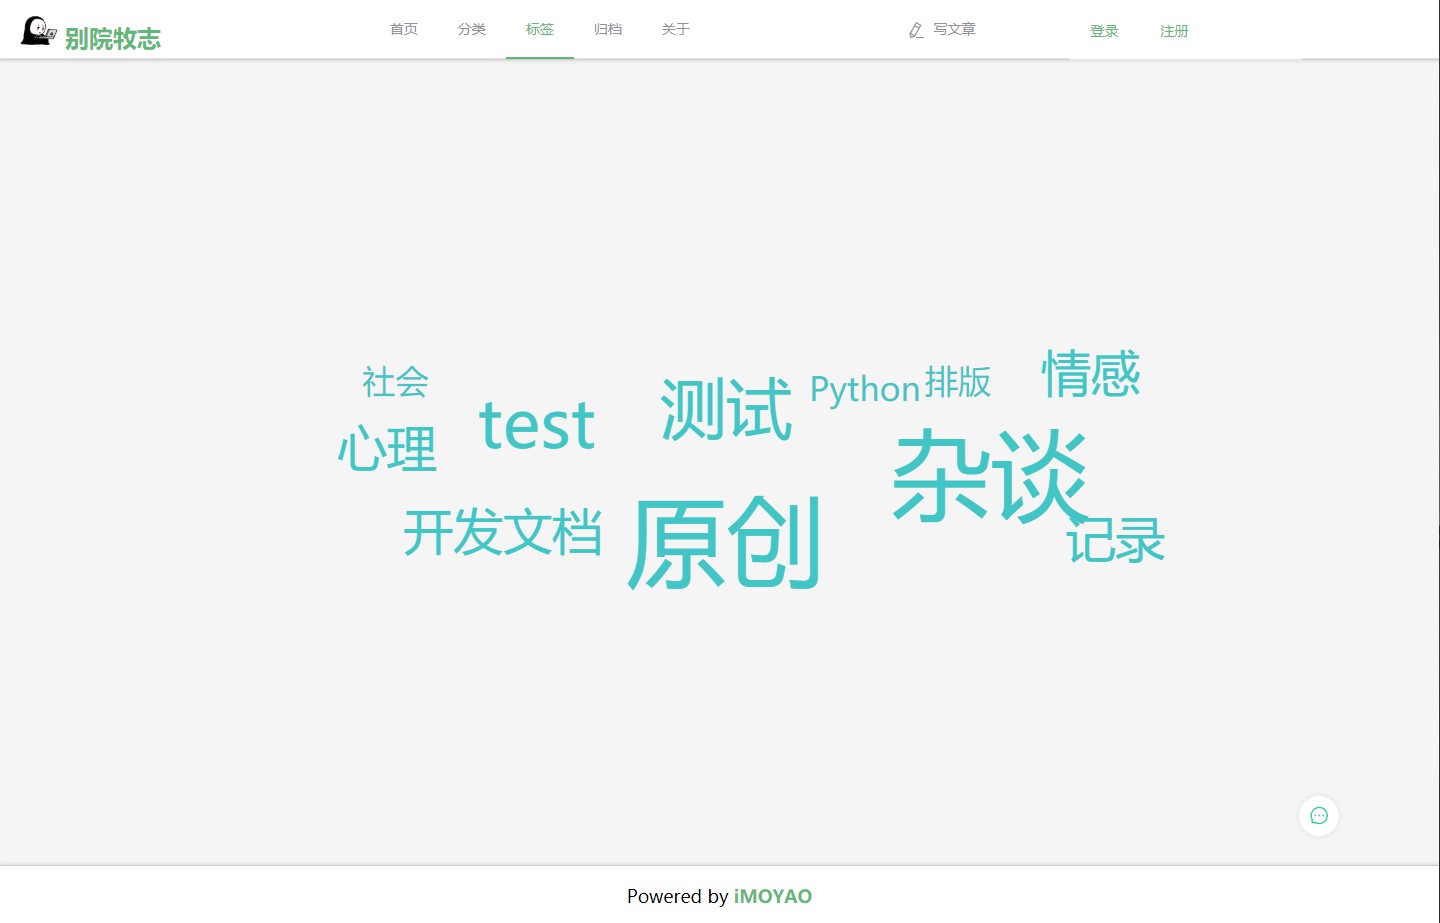 别院牧志
首页 分类 标签 归档 关于 写文章 登录 注册
社会 测试 Python 排版 情感
心理 test 杂谈
开发文档 原创 记录
Powered by iMOYAO